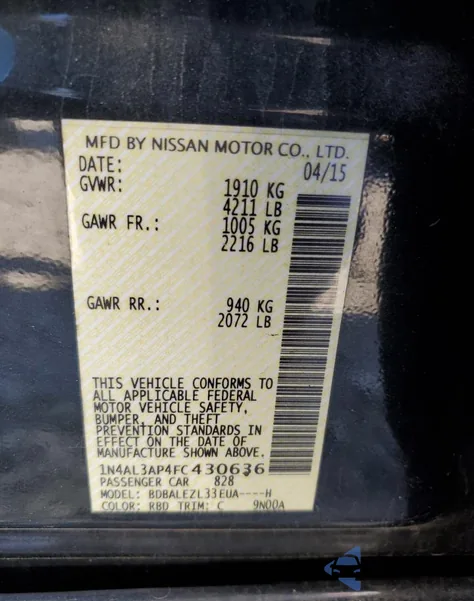 MFD BY NISSAN MOTOR CO., LTD.
DATE: 04/15
GVWR: 1910 KG
4211 LB
GAWR FR.: 1005 KG
2216 LB
GAWR RR.: 940 KG
2072 LB
THIS VEHICLE CONFORMS TO
ALL APPLICABLE FEDERAL
MOTOR VEHICLE SAFETY,
BUMPER, AND THEFT
PREVENTION STANDARDS IN
EFFECT ON THE DATE OF
MANUFACTURE SHOWN ABOVE.
1N4AL3AP4FC430636
PASSENGER CAR 828
MODEL: BDBALEZL33EUA----H
COLOR: RBD TRIM: C 9N00A